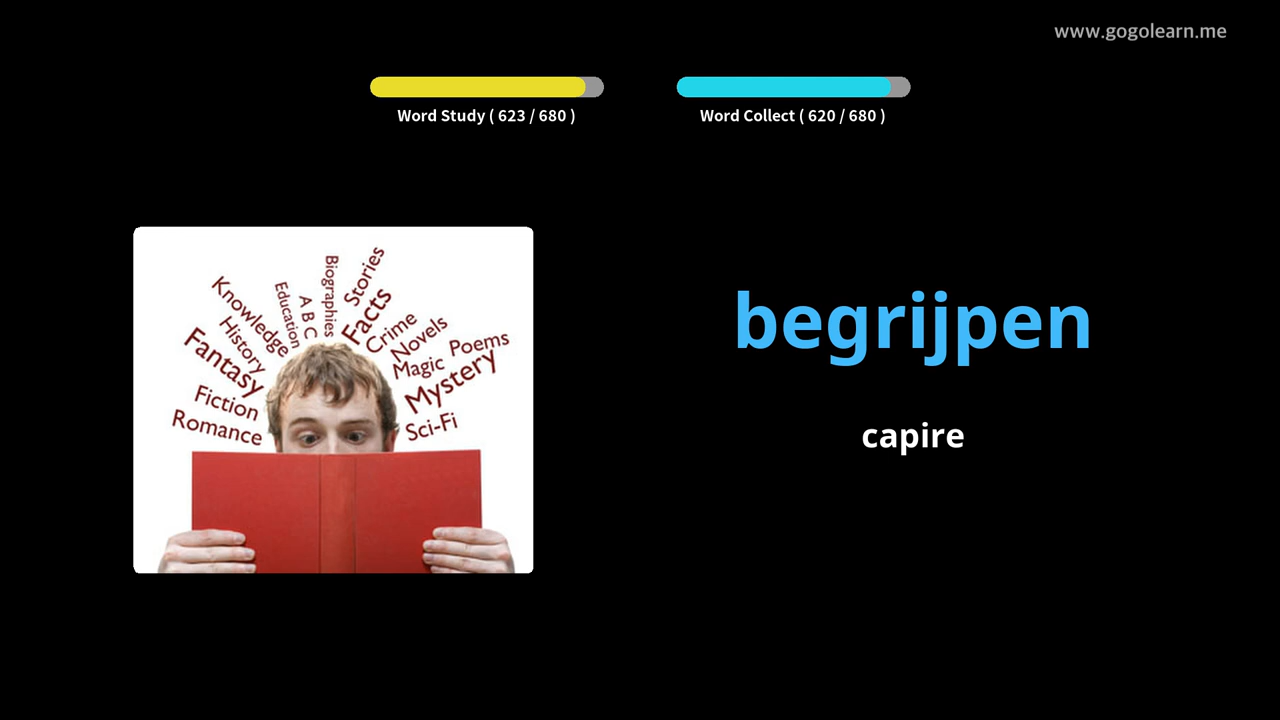 www.gogolearn.me
Word Study ( 623 / 680 )
Word Collect ( 620 / 680 )
Knowledge
Education
A B C
Biographies
Stories
Facts
Crime
Novels
Poems
History
Fantasy
Magic
Mystery
Fiction
Romance
Sci-Fi
begrijpen
capire